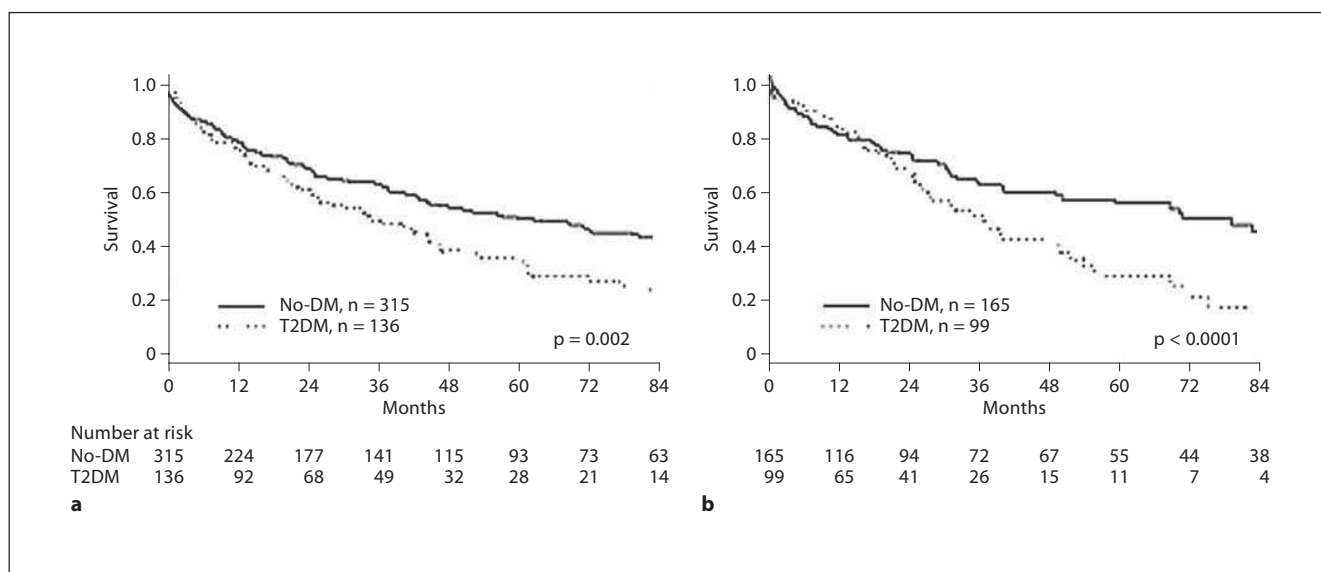 1.0
0.8
0.6
0.4
0.2
0
Survival
No-DM, n = 315
T2DM, n = 136
p = 0.002
0 12 24 36 48 60 72 84
Months
Number at risk
No-DM 315 224 177 141 115 93 73 63
T2DM 136 92 68 49 32 28 21 14
a
1.0
0.8
0.6
0.4
0.2
0
Survival
No-DM, n = 165
T2DM, n = 99
p < 0.0001
0 12 24 36 48 60 72 84
Months
165 116 94 72 67 55 44 38
99 65 41 26 15 11 7 4
b